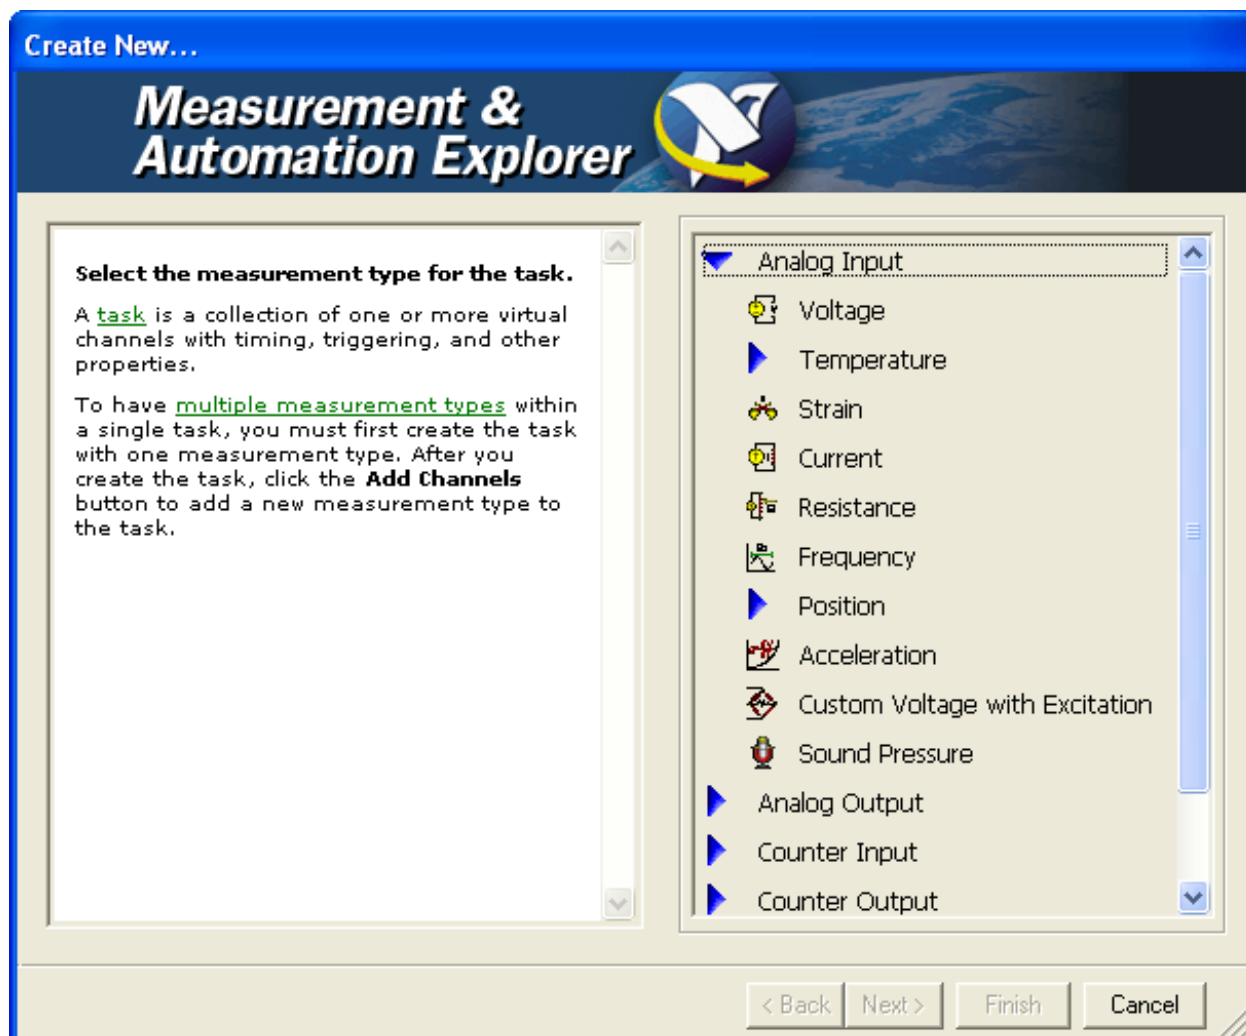 Create New...
Measurement &
Automation Explorer
Select the measurement type for the task.
A task is a collection of one or more virtual
channels with timing, triggering, and other
properties.
To have multiple measurement types within
a single task, you must first create the task
with one measurement type. After you
create the task, click the Add Channels
button to add a new measurement type to
the task.
Analog Input
Voltage
Temperature
Strain
Current
Resistance
Frequency
Position
Acceleration
Custom Voltage with Excitation
Sound Pressure
Analog Output
Counter Input
Counter Output
< Back Next > Finish Cancel